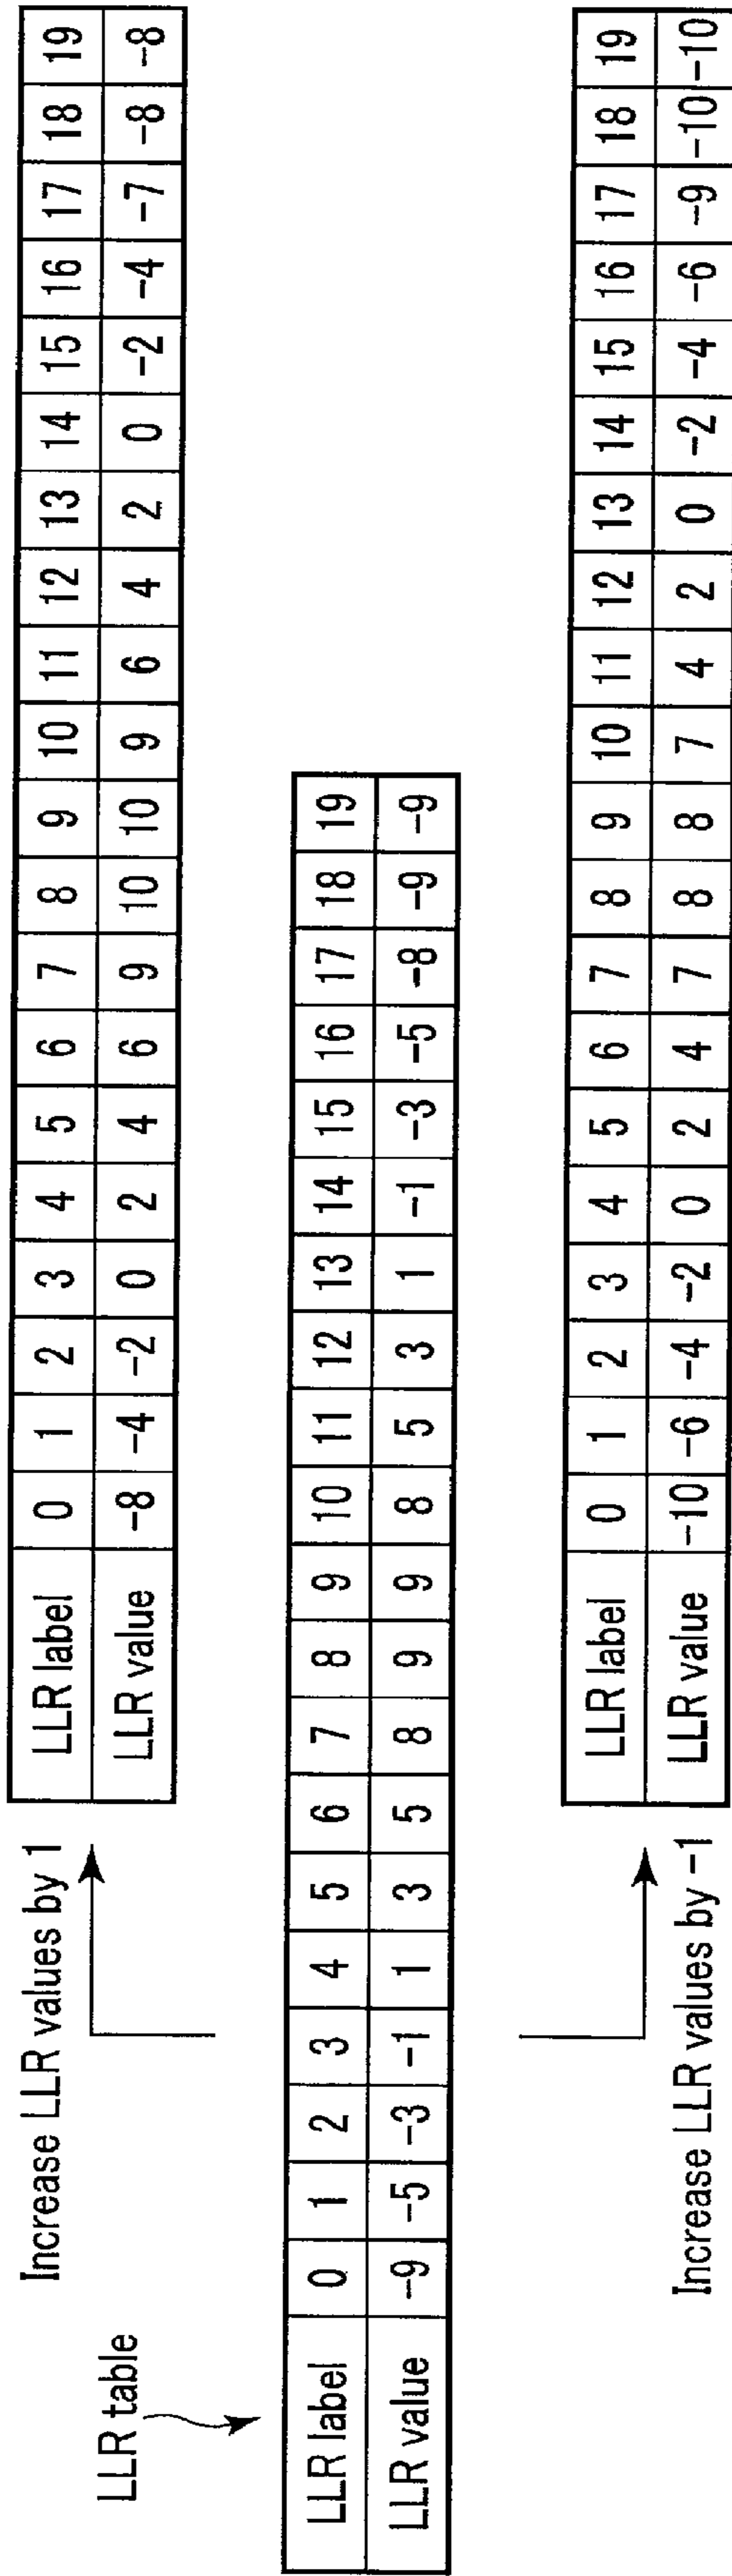 Increase LLR values by 1
LLR label 0 1 2 3 4 5 6 7 8 9 10 11 12 13 14 15 16 17 18 19
LLR value -8 -4 -2 0 2 4 6 9 10 10 9 6 4 2 0 -2 -4 -7 -8 -8
LLR table
LLR label 0 1 2 3 4 5 6 7 8 9 10 11 12 13 14 15 16 17 18 19
LLR value -9 -5 -3 -1 1 3 5 8 9 9 8 5 3 1 -1 -3 -5 -8 -9 -9
Increase LLR values by -1
LLR label 0 1 2 3 4 5 6 7 8 9 10 11 12 13 14 15 16 17 18 19
LLR value -10 -6 -4 -2 0 2 4 7 8 8 7 4 2 0 -2 -4 -6 -9 -10 -10